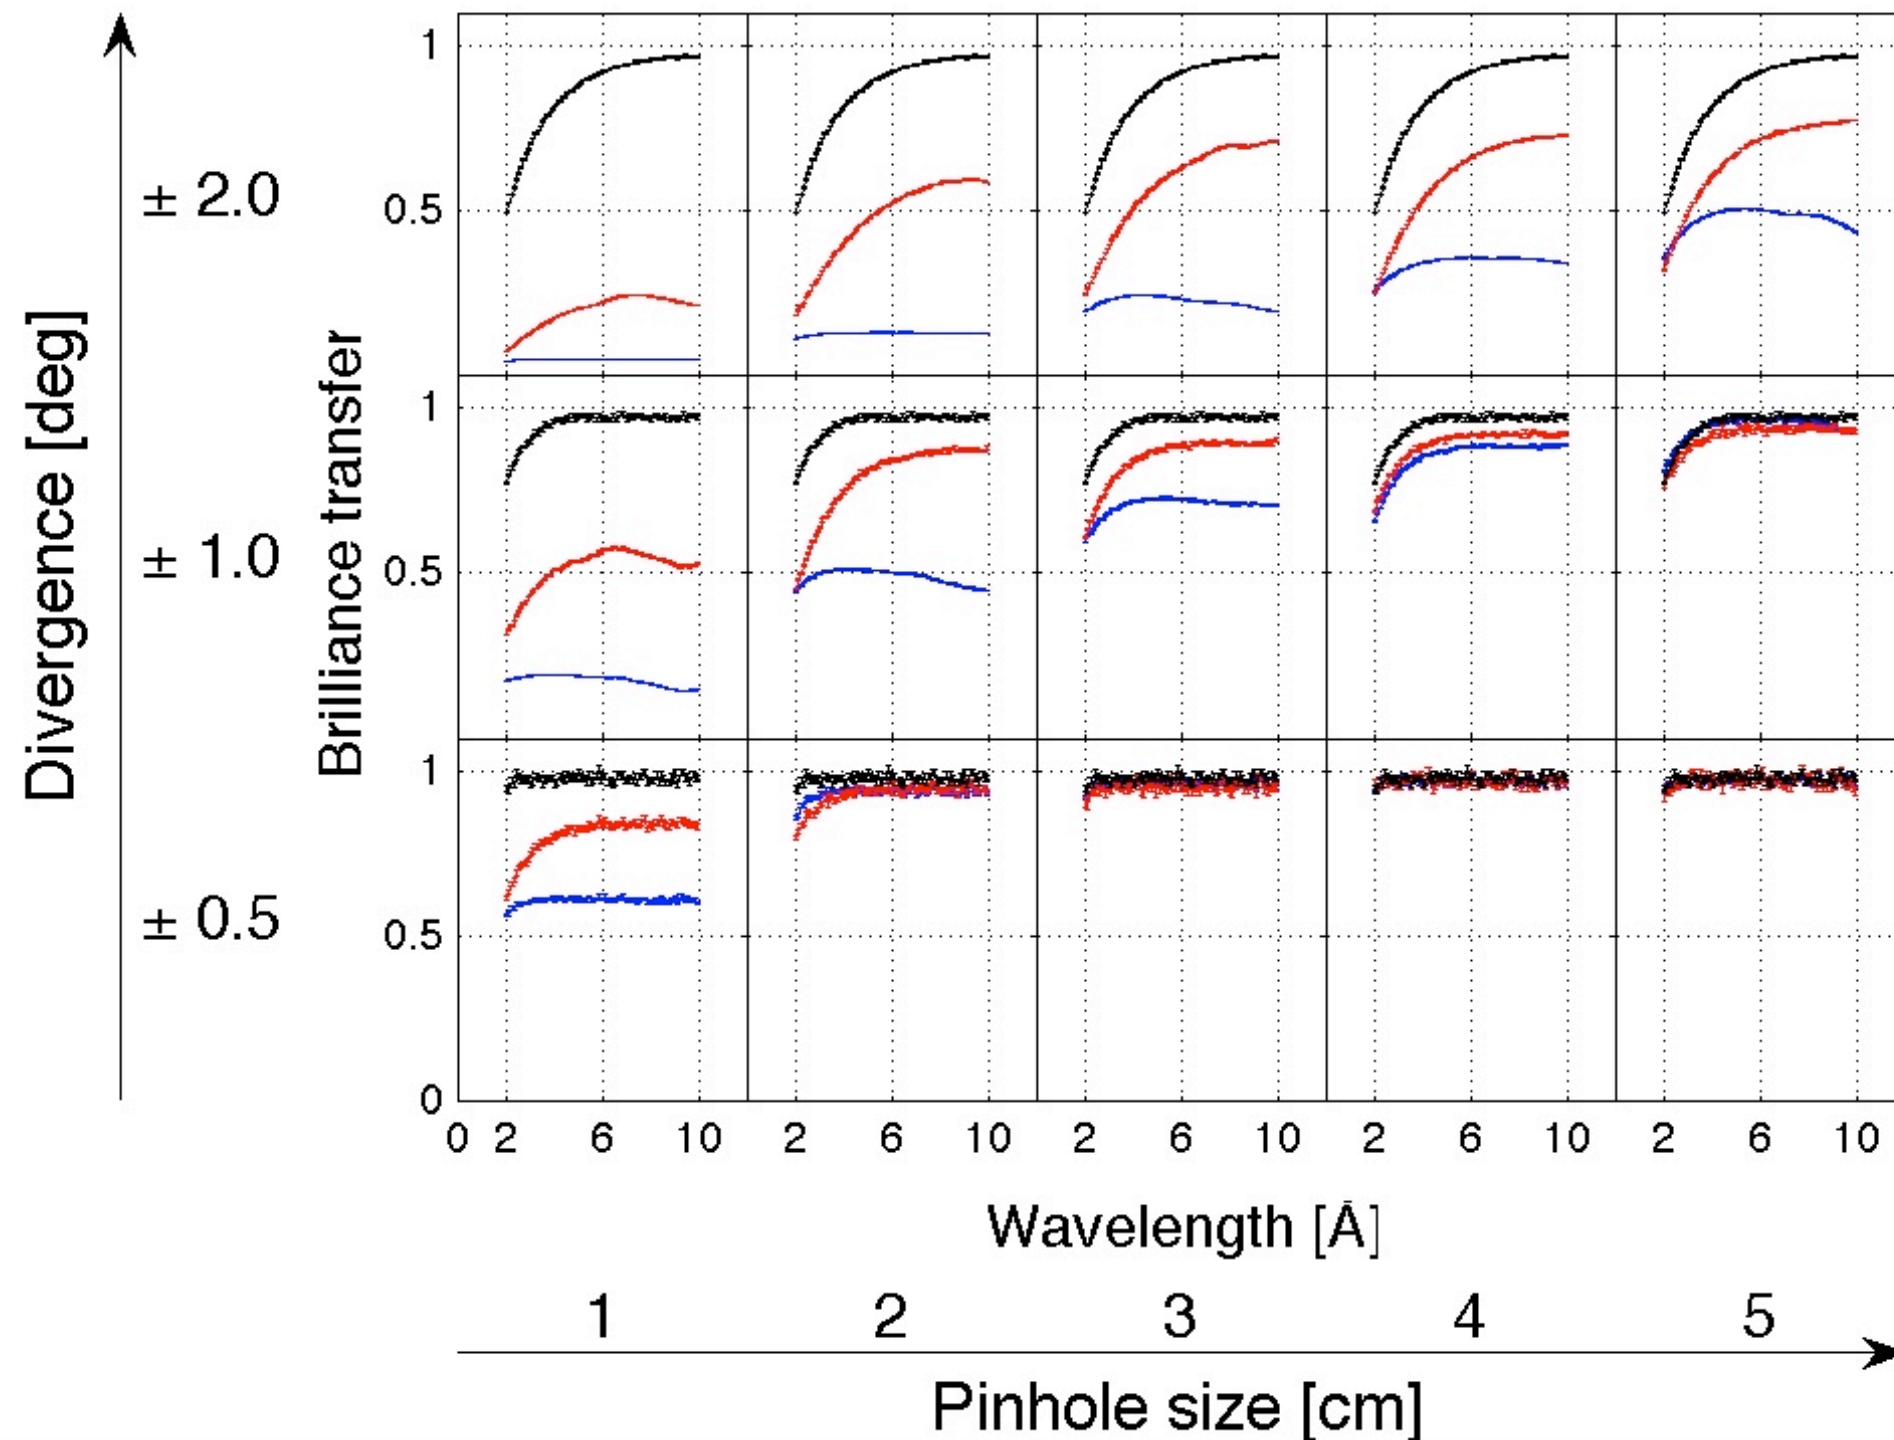 Divergence [deg]
± 2.0
± 1.0
± 0.5
Brilliance transfer
1
0.5
1
0.5
1
0.5
0
0 2 6 10 2 6 10 2 6 10 2 6 10 2 6 10
Wavelength [Å]
1 2 3 4 5
Pinhole size [cm]